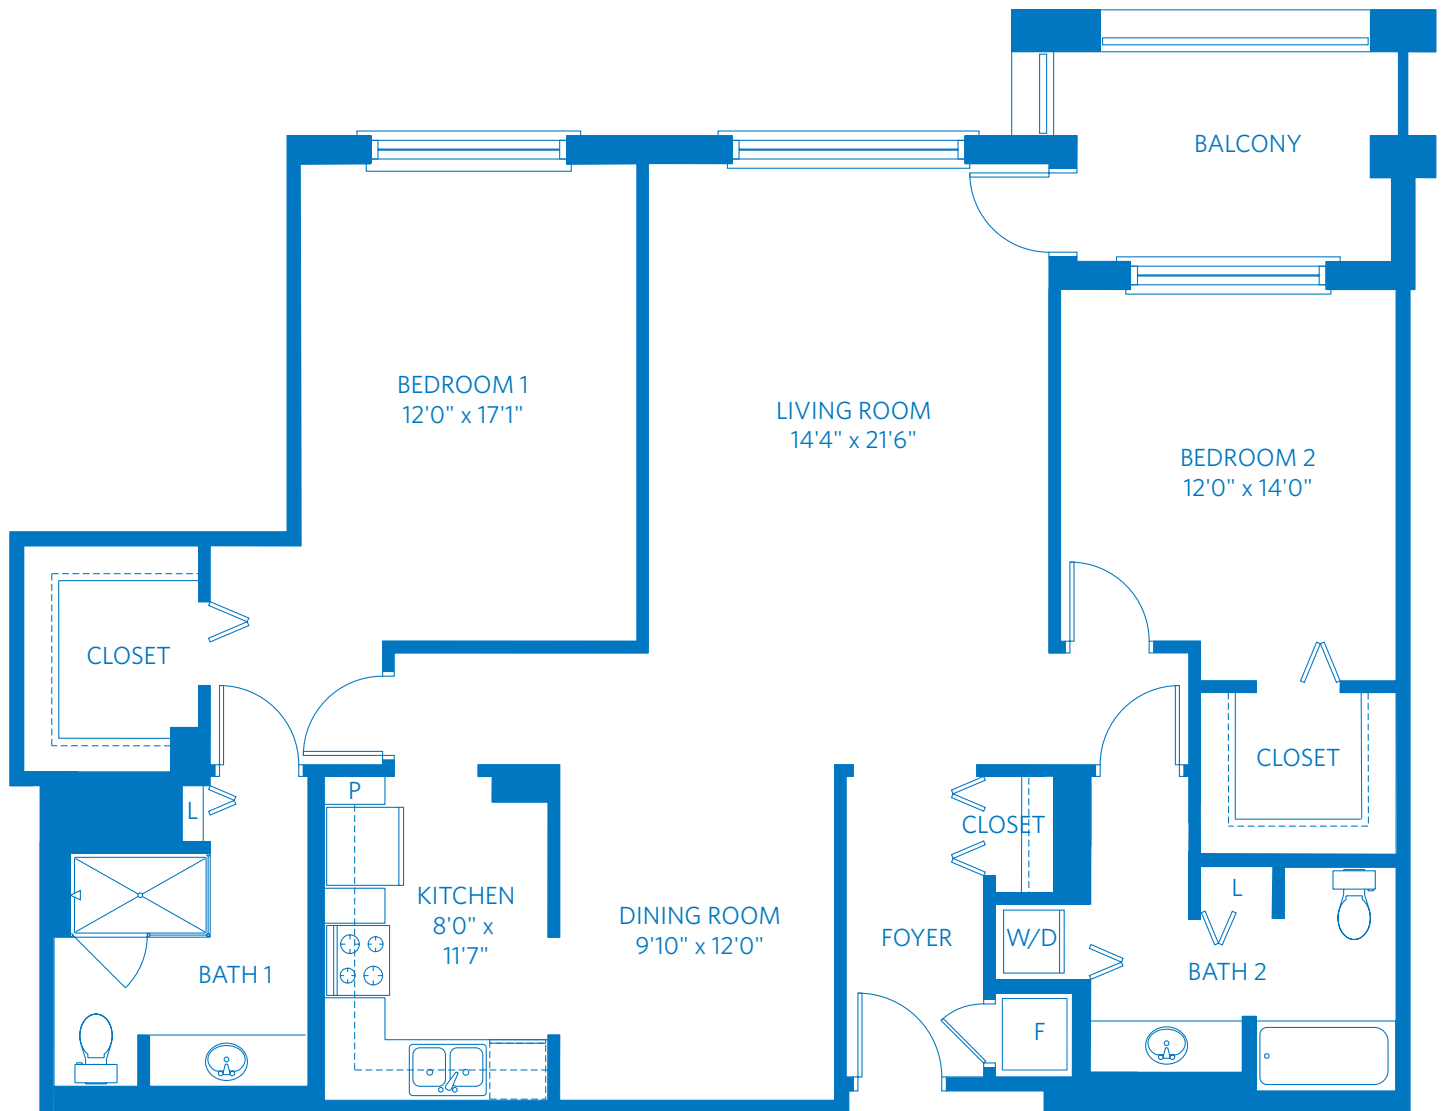 BALCONY
BEDROOM 1
12'0" x 17'1"
LIVING ROOM
14'4" x 21'6"
BEDROOM 2
12'0" x 14'0"
CLOSET
CLOSET
P
L
CLOSET
KITCHEN
8'0" x
11'7"
L
DINING ROOM
9'10" x 12'0"
FOYER
W/D
BATH 1
BATH 2
F